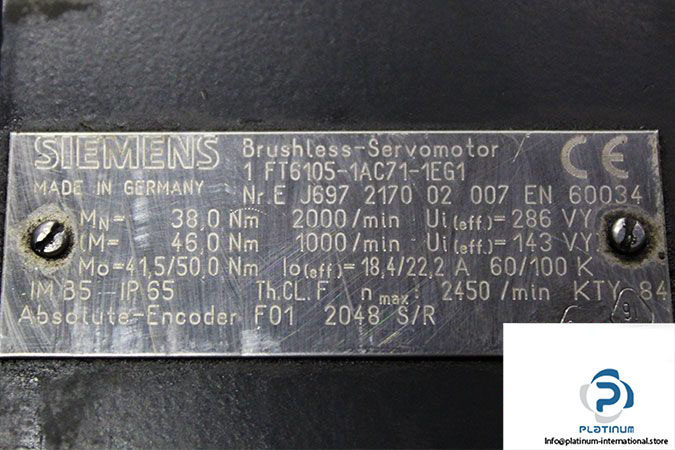 SIEMENS
Brushless-Servomotor
CE
MADE IN GERMANY
1 FT6105-1AC71-1EG1
Nr.E J697 2170 02 007 EN 60034
MN= 38,0 Nm 2000/min Ui(eff.)= 286 VY
(M= 46,0 Nm 1000/min Ui(eff.)= 143 VY)
Mo=41,5/50,0 Nm Io(eff)= 18,4/22,2 A 60/100 K
IM B5 IP 65 Th.CL.F nmax: 2450 /min KTY 84
Absolute-Encoder F01 2048 S/R
16
PLATINUM
Info@platinum-international.store